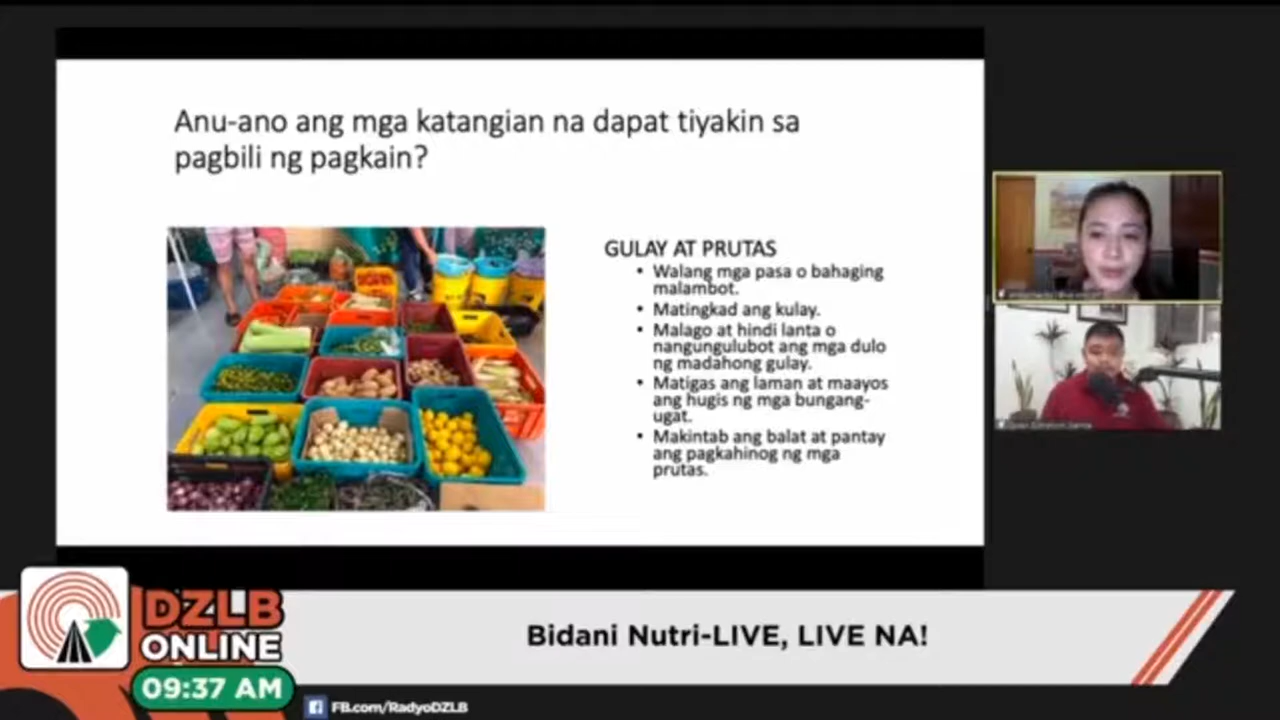 Anu-ano ang mga katangian na dapat tiyakin sa
pagbili ng pagkain?
GULAY AT PRUTAS
• Walang mga pasa o bahaging
malambot.
• Matingkad ang kulay.
• Malago at hindi lanta o
nangungulubot ang mga dulo
ng madahong gulay.
• Matigas ang laman at maayos
ang hugis ng mga bungang-
ugat.
• Makintab ang balat at pantay
ang pagkahinog ng mga
prutas.
DZLB
ONLINE
09:37 AM
Bidani Nutri-LIVE, LIVE NA!
FB.com/RadyoDZLB